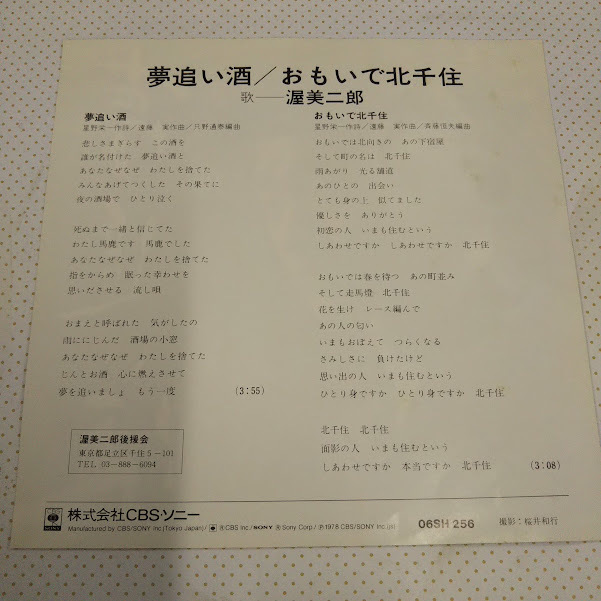 夢追い酒／おもいで北千住
歌──渥美二郎
夢追い酒
星野栄一作詩／遠藤 実作曲／只野通泰編曲
悲しさまぎらす この酒を
誰が名付けた 夢追い酒と
あなたなぜなぜ わたしを捨てた
みんなあげてつくした その果てに
夜の酒場で ひとり泣く
死ぬまで一緒と信じてた
わたし馬鹿です 馬鹿でした
あなたなぜなぜ わたしを捨てた
指をからめ 眠った幸わせを
思いださせる 流し唄
おまえと呼ばれた 気がしたの
雨ににじんだ 酒場の小窓
あなたなぜなぜ わたしを捨てた
じんとお酒 心に燃えさせて
夢を追いましょ もう一度 (3:55)
渥美二郎後援会
東京都足立区千住5－101
TEL 03－888－6094
おもいで北千住
星野栄一作詩／遠藤 実作曲／斉藤恒夫編曲
おもいでは北向きの あの下宿屋
そして町の名は 北千住
雨あがり 光る舗道
あのひとの 出会い
とても身の上 似てました
優しさを ありがとう
初恋の人 いまも住むという
しあわせですか しあわせですか 北千住
おもいでは春を待つ あの町並み
そして走馬燈 北千住
花を生け レース編んで
あの人の匂い
いまもおぼえて つらくなる
さみしさに 負けたけど
思い出の人 いまも住むという
ひとり身ですか ひとり身ですか 北千住
北千住 北千住
面影の人 いまも住むという
しあわせですか 本当ですか 北千住 (3:08)
株式会社CBS・ソニー
Manufactured by CBS/SONY Inc.(Tokyo Japan)/ ®CBS Inc./SONY ® Sony Corp./℗1978 CBS/SONY Inc.(s)
06SH 256
撮影：桜井和行